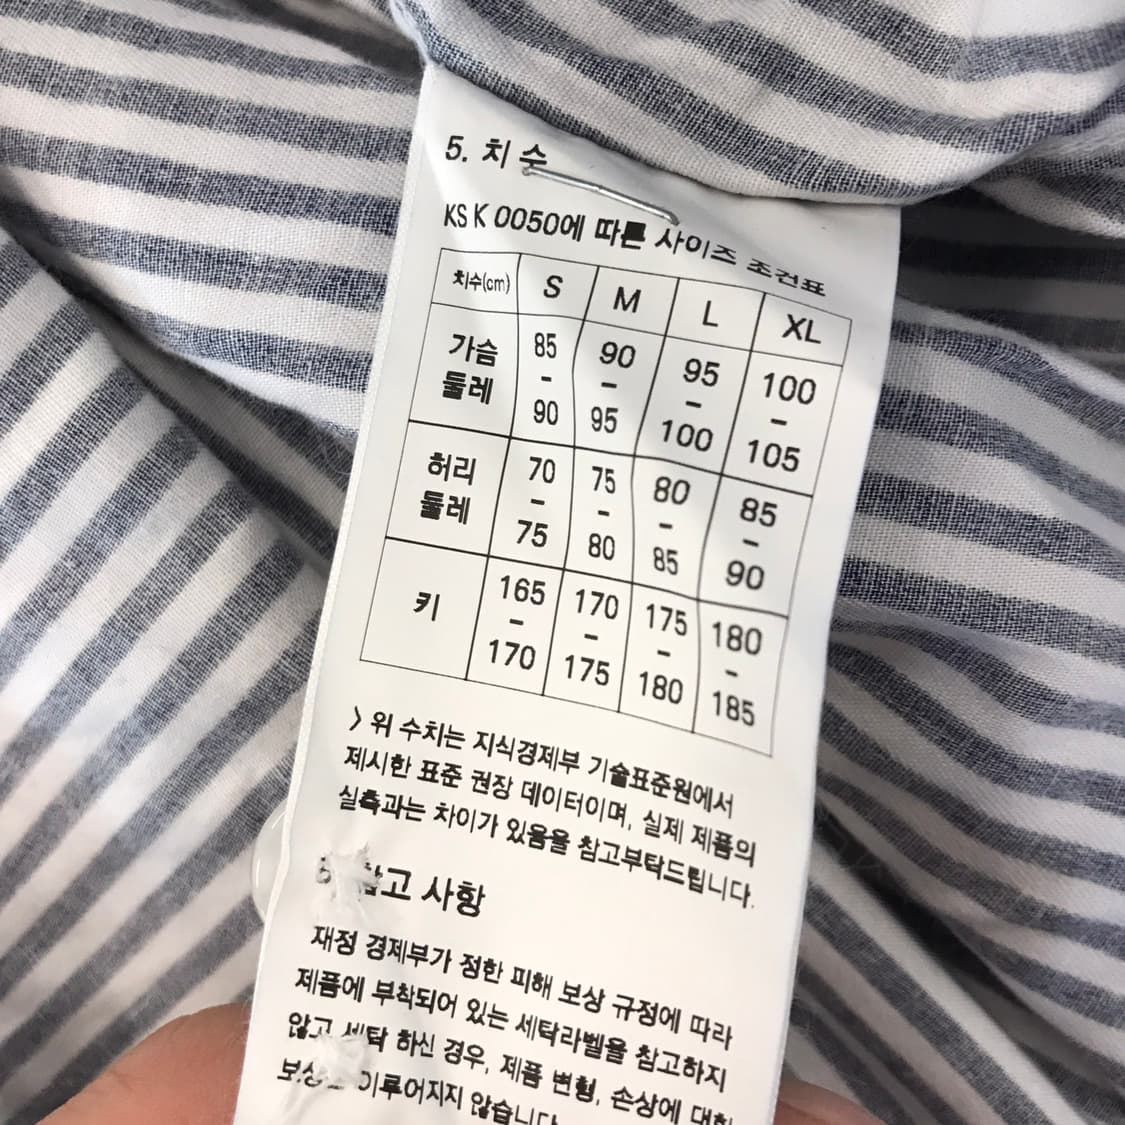 5. 치 수
KS K 0050에 따른 사이즈 조건표
치수(cm) S M L XL
가슴 둘레 85 - 90 90 - 95 95 - 100 100 - 105
허리 둘레 70 - 75 75 - 80 80 - 85 85 - 90
키 165 - 170 170 - 175 175 - 180 180 - 185
> 위 수치는 지식경제부 기술표준원에서
제시한 표준 권장 데이터이며, 실제 제품의
실측과는 차이가 있움을 참고부탁드립니다.
참고 사항
재정 경제부가 정한 피해 보상 규정에 따라
제품에 부착되어 있는 세탁라벨을 참고하지
않고 세탁 하신 경우, 제품 변형, 손상에 대한
이루어지지 않습니다